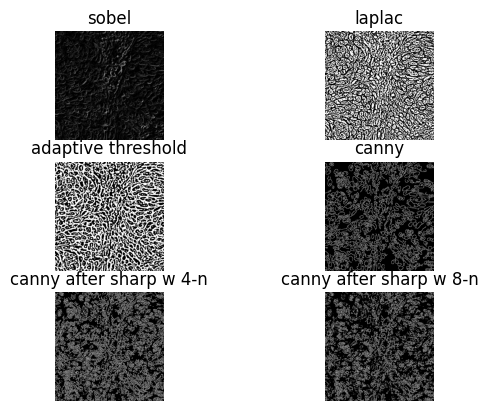 sobel
laplac
adaptive threshold
canny
canny after sharp w 4-n
canny after sharp w 8-n